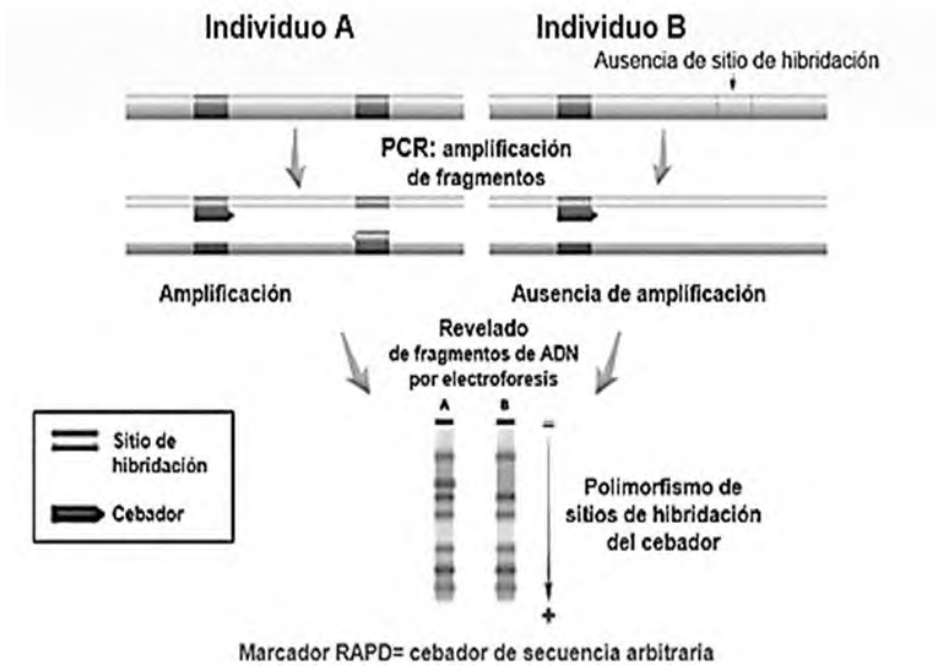 Individuo A
Individuo B
Ausencia de sitio de hibridación
PCR: amplificación
de fragmentos
Amplificación
Ausencia de amplificación
Revelado
de fragmentos de ADN
por electroforesis
A B
Sitio de
hibridación
Cebador
Polimorfismo de
sitios de hibridación
del cebador
+
Marcador RAPD= cebador de secuencia arbitraria